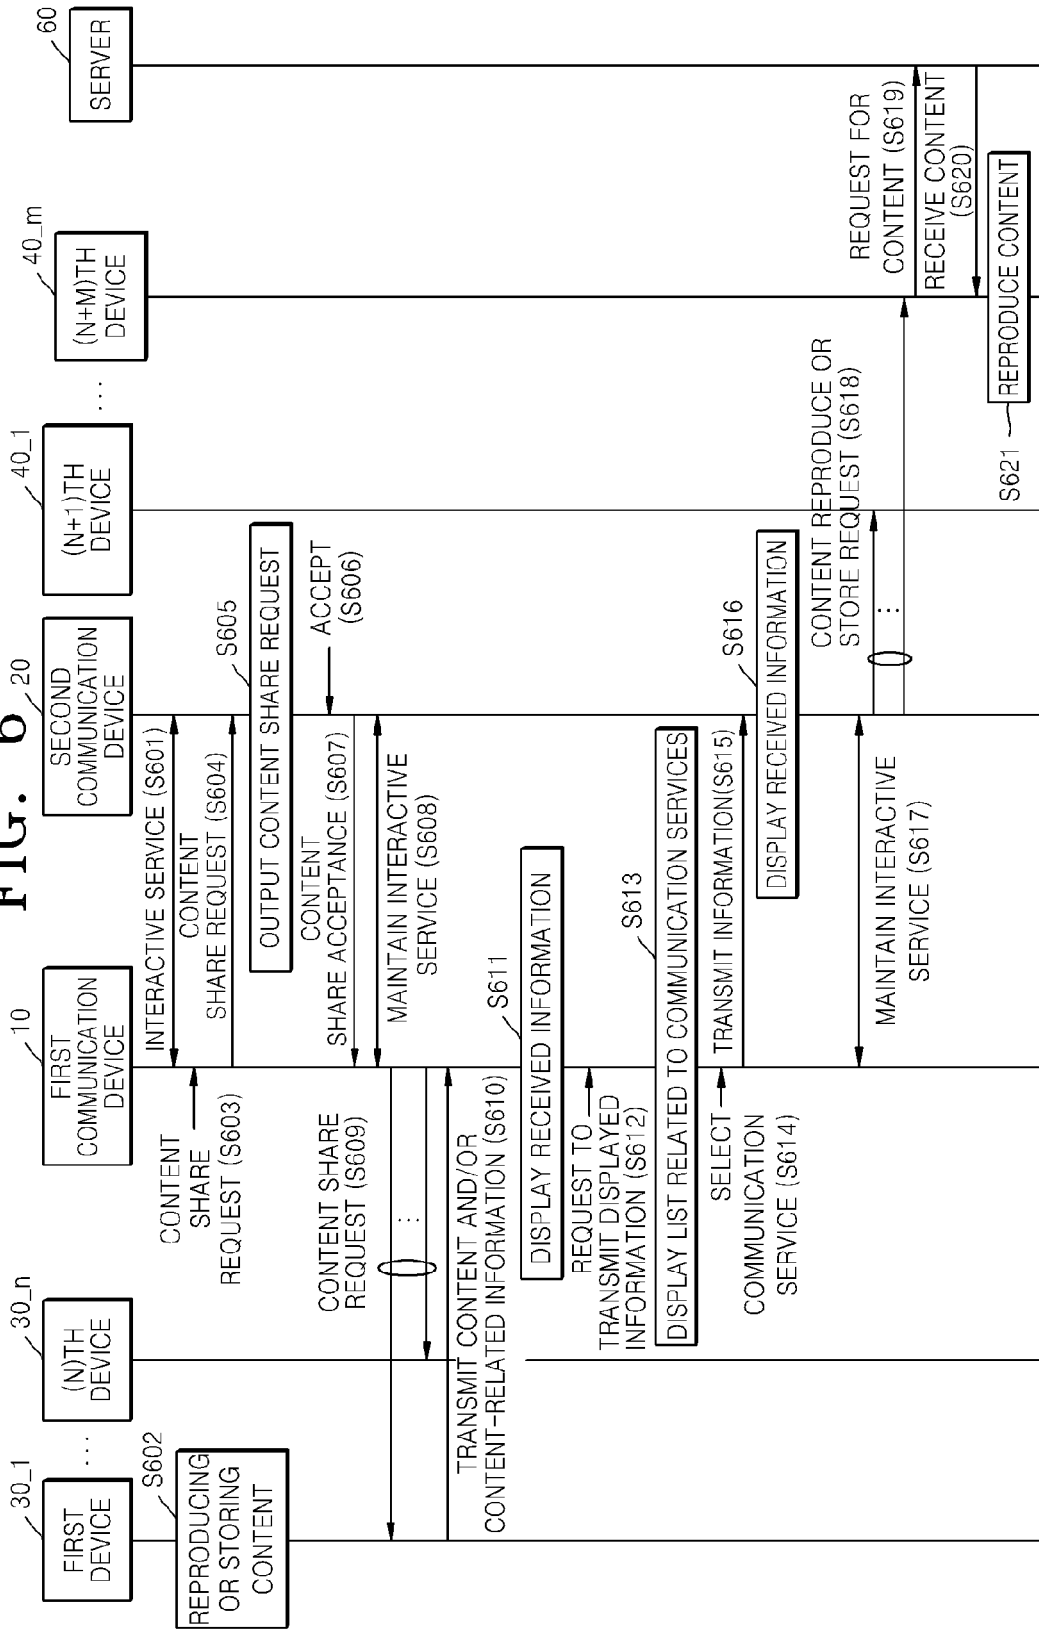 FIG. 6
30_1
FIRST
DEVICE
. . .
30_n
(N)TH
DEVICE
10
FIRST
COMMUNICATION
DEVICE
20
SECOND
COMMUNICATION
DEVICE
40_1
(N+1)TH
DEVICE
. . .
40_m
(N+M)TH
DEVICE
60
SERVER
INTERACTIVE SERVICE (S601)
S602
REPRODUCING
OR STORING
CONTENT
CONTENT
SHARE
REQUEST (S603)
CONTENT
SHARE REQUEST (S604)
S605
OUTPUT CONTENT SHARE REQUEST
ACCEPT
(S606)
CONTENT
SHARE ACCEPTANCE (S607)
MAINTAIN INTERACTIVE
SERVICE (S608)
CONTENT SHARE
REQUEST (S609)
...
TRANSMIT CONTENT AND/OR
CONTENT-RELATED INFORMATION (S610)
S611
DISPLAY RECEIVED INFORMATION
REQUEST TO
TRANSMIT DISPLAYED
INFORMATION (S612)
S613
DISPLAY LIST RELATED TO COMMUNICATION SERVICES
SELECT
COMMUNICATION
SERVICE (S614)
TRANSMIT INFORMATION(S615)
S616
DISPLAY RECEIVED INFORMATION
MAINTAIN INTERACTIVE
SERVICE (S617)
CONTENT REPRODUCE OR
STORE REQUEST (S618)
...
REQUEST FOR
CONTENT (S619)
RECEIVE CONTENT
(S620)
S621
REPRODUCE CONTENT